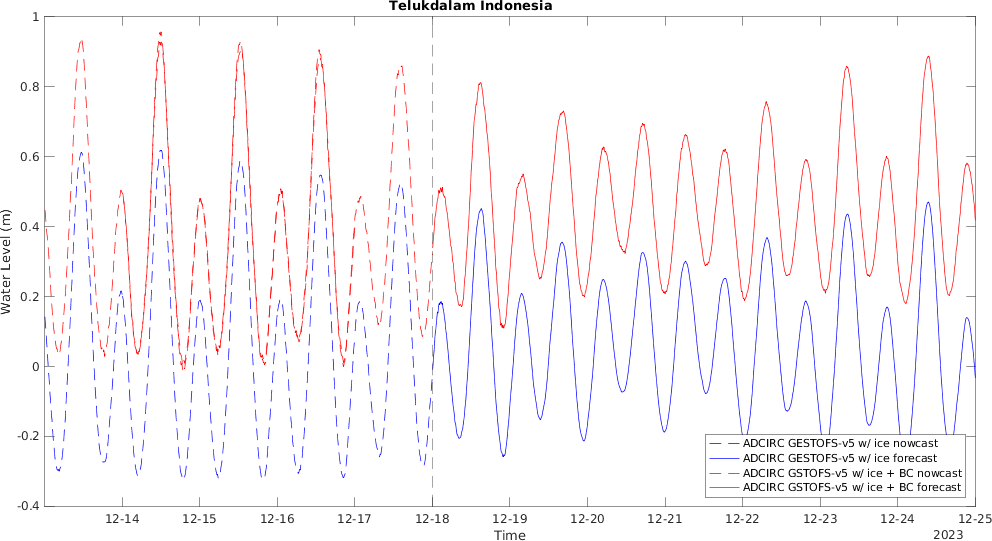 Telukdalam Indonesia
1
0.8
0.6
0.4
0.2
0
-0.2
-0.4
Water Level (m)
ADCIRC GESTOFS-v5 w/ ice nowcast
ADCIRC GESTOFS-v5 w/ ice forecast
ADCIRC GSTOFS-v5 w/ ice + BC nowcast
ADCIRC GSTOFS-v5 w/ ice + BC forecast
12-14 12-15 12-16 12-17 12-18 12-19 12-20 12-21 12-22 12-23 12-24 12-25
Time
2023